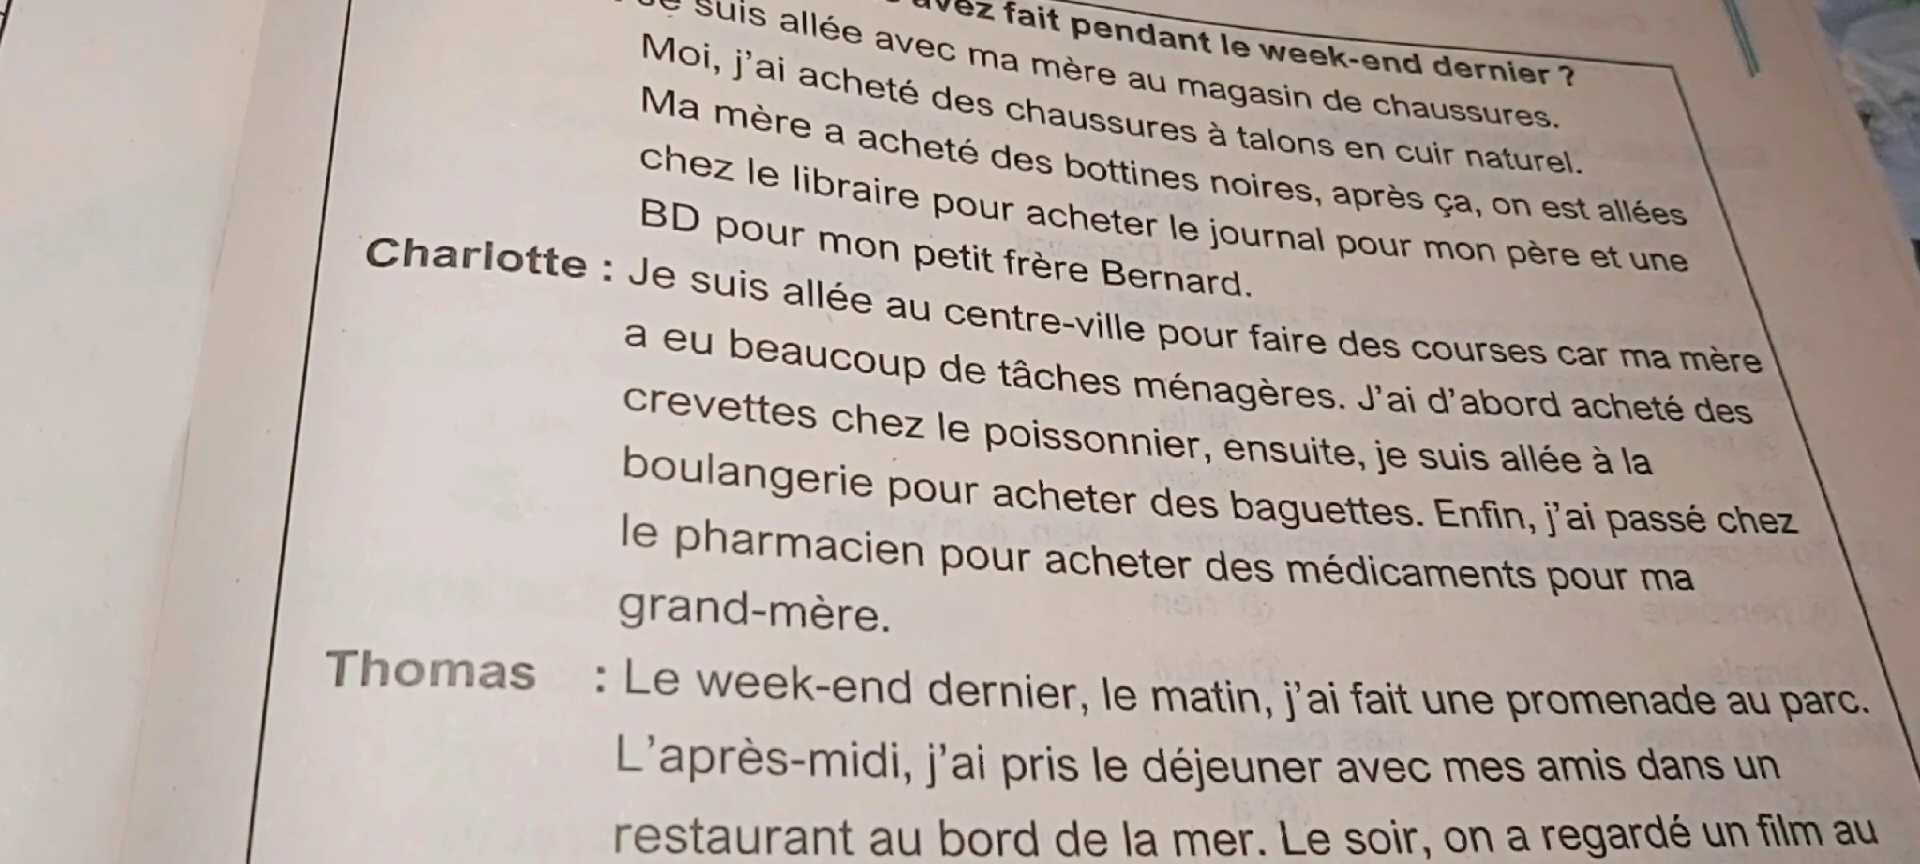 fait pendant le week-end dernier ?
suis allée avec ma mère au magasin de chaussures.
Moi, j'ai acheté des chaussures à talons en cuir naturel.
Ma mère a acheté des bottines noires, après ça, on est allées
chez le libraire pour acheter le journal pour mon père et une
BD pour mon petit frère Bernard.
Charlotte : Je suis allée au centre-ville pour faire des courses car ma mère
a eu beaucoup de tâches ménagères. J'ai d'abord acheté des
crevettes chez le poissonnier, ensuite, je suis allée à la
boulangerie pour acheter des baguettes. Enfin, j'ai passé chez
le pharmacien pour acheter des médicaments pour ma
grand-mère.
Thomas : Le week-end dernier, le matin, j'ai fait une promenade au parc.
L'après-midi, j'ai pris le déjeuner avec mes amis dans un
restaurant au bord de la mer. Le soir, on a regardé un film au